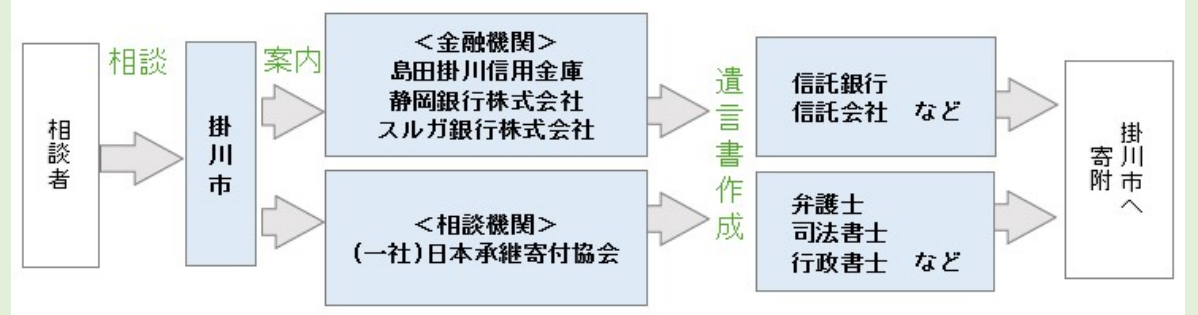 相談者
相談
掛川市
案内
＜金融機関＞
島田掛川信用金庫
静岡銀行株式会社
スルガ銀行株式会社
＜相談機関＞
(一社)日本承継寄付協会
遺言書作成
信託銀行
信託会社　など
弁護士
司法書士
行政書士　など
掛川市へ
寄附